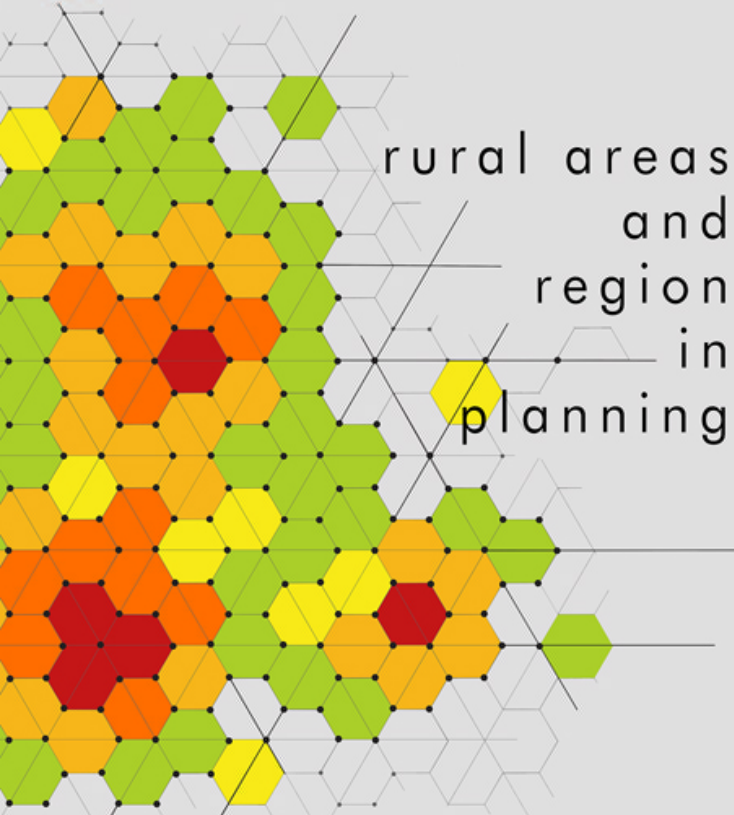 rural areas
and
region
in
planning